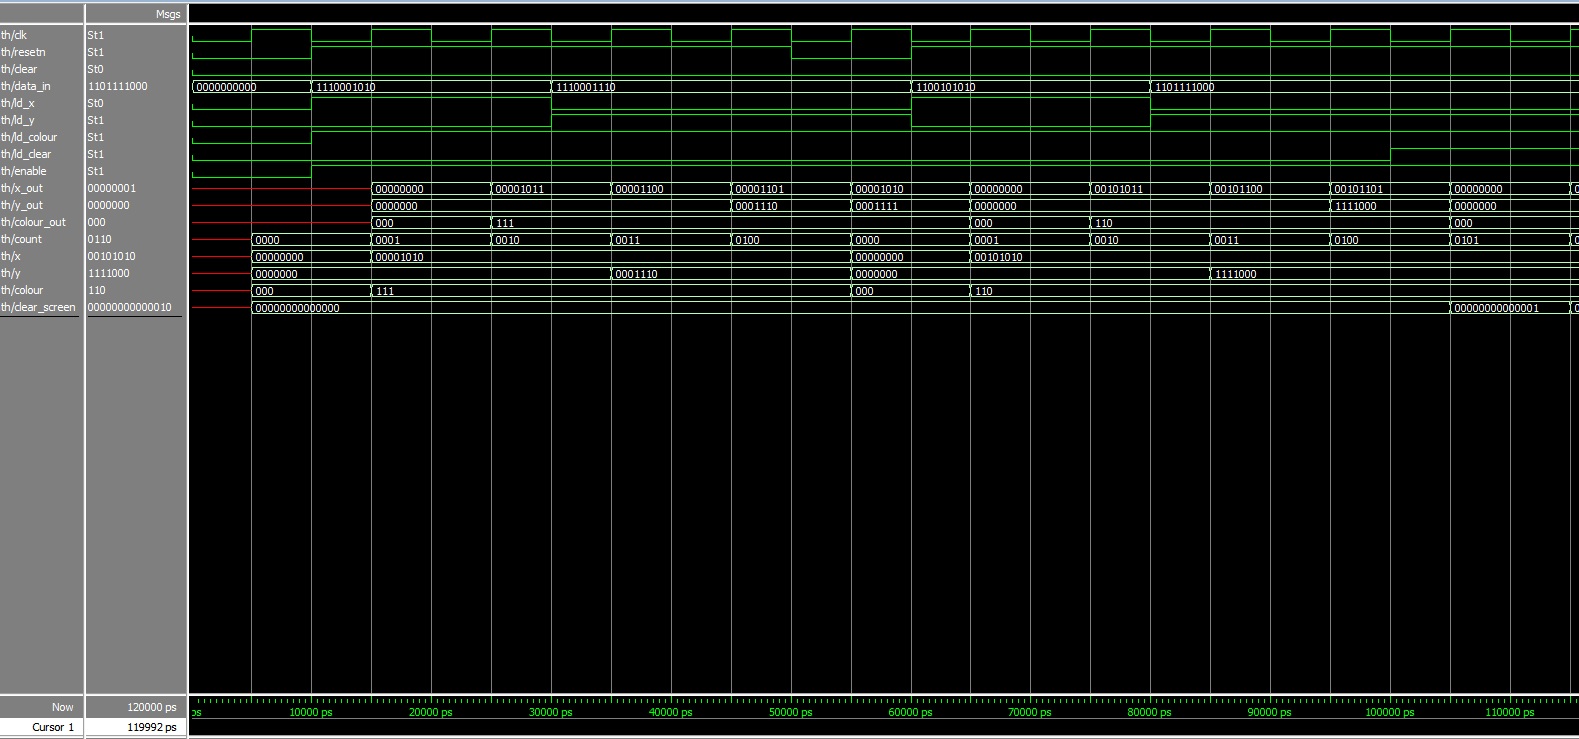 Msgs
th/clk St1
th/resetn St1
th/clear St0
th/data_in 1101111000 0000000000 1110001010 1110001110 1100101010 1101111000
th/ld_x St0
th/ld_y St1
th/ld_colour St1
th/ld_clear St1
th/enable St1
th/x_out 00000001 00000000 00001011 00001100 00001101 00001010 00000000 00101011 00101100 00101101 00000000 0
th/y_out 0000000 0000000 0001110 0001111 0000000 1111000 0000000
th/colour_out 000 000 111 000 110 000
th/count 0110 0000 0001 0010 0011 0100 0000 0001 0010 0011 0100 0101 0
th/x 00101010 00000000 00001010 00000000 00101010
th/y 1111000 0000000 0001110 0000000 1111000
th/colour 110 000 111 000 110
th/clear_screen 00000000000010 00000000000000 00000000000001 0
Now 120000 ps ps 10000 ps 20000 ps 30000 ps 40000 ps 50000 ps 60000 ps 70000 ps 80000 ps 90000 ps 100000 ps 110000 ps
Cursor 1 119992 ps